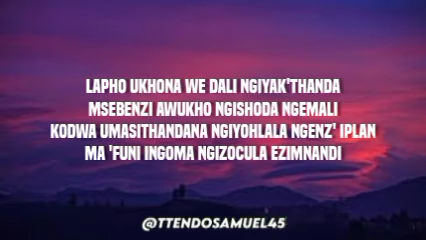 LAPHO UKHONA WE DALI NGIYAK'THANDA
MSEBENZI AWUKHO NGISHODA NGEMALI
KODWA UMASITHANDANA NGIYOHLALA NGENZ' IPLAN
MA 'FUNI INGOMA NGIZOCULA EZIMNANDI
@TTENDOSAMUEL45